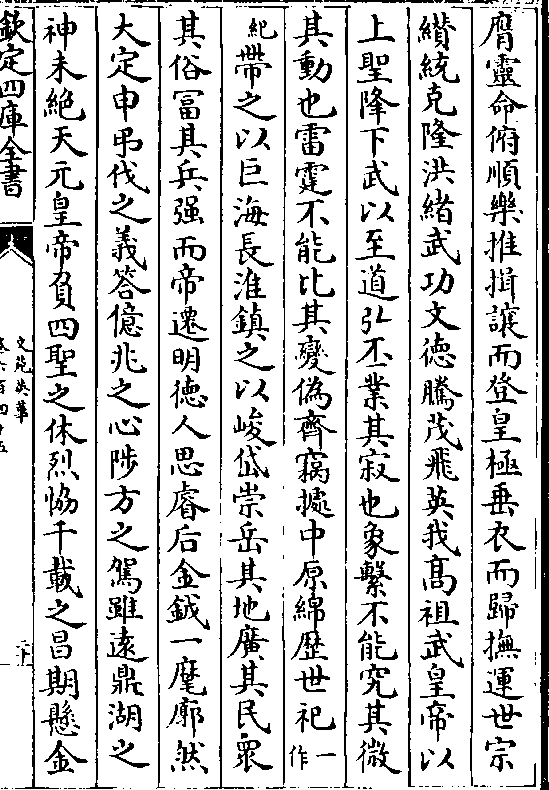 膺靈命俯順樂推揖讓而登皇極垂衣而歸撫運世宗
纉統克隆洪緒武功文德騰茂飛英我髙祖武皇帝以
上聖降下武以至道弘丕業其寂也象繫不能究其微
其動也雷霆不能比其變偽齊竊據中原綿歴世祀一作
紀帶之以巨海長淮鎮之以峻岱崇岳其地廣其民衆
其俗冨其兵强而帝遷明德人思睿后金鉞一麾廓然
大定申弔伐之義答億兆之心陟方之駕雖遠鼎湖之
神未絶天元皇帝負四聖之休烈恊千載之昌期懸金
欽定四庫全書
文苑英華
卷六百四十五